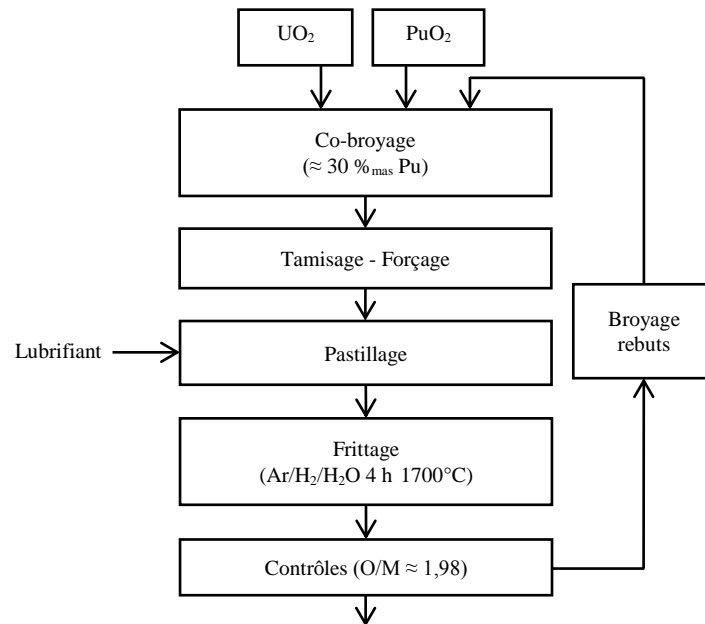 UO₂
PuO₂
Co-broyage
(≈ 30 %mas Pu)
Tamisage - Forçage
Broyage
rebuts
Lubrifiant
Pastillage
Frittage
(Ar/H₂/H₂O 4 h 1700°C)
Contrôles (O/M ≈ 1,98)